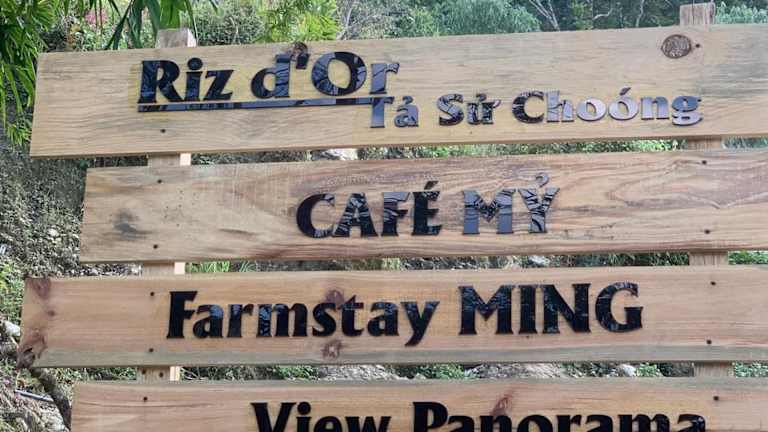 Riz d'Or
Tả Sử Choóng
CAFÉ MỶ
Farmstay MING
View Panorama